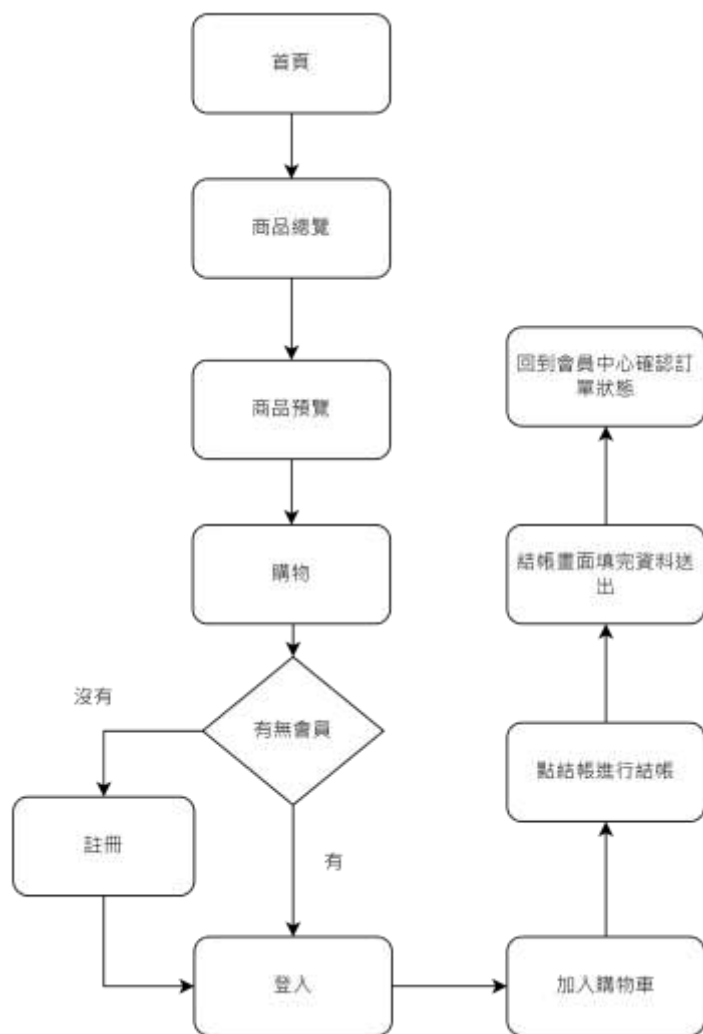 首頁
商品總覽
商品預覽
購物
有無會員
沒有
註冊
有
登入
加入購物車
點結帳進行結帳
結帳畫面填完資料送
出
回到會員中心確認訂
單狀態